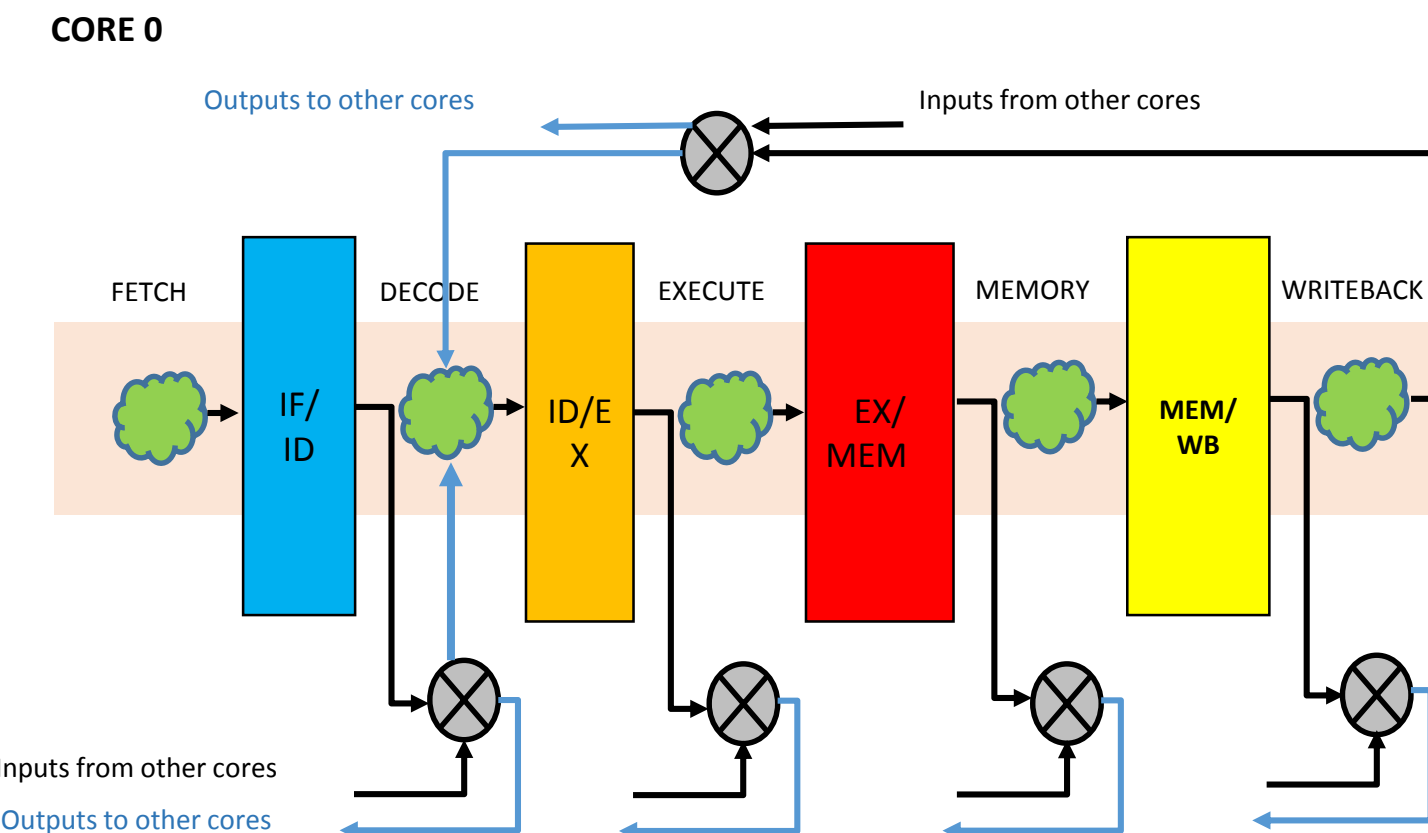 CORE 0
Outputs to other cores
Inputs from other cores
FETCH
DECODE
EXECUTE
MEMORY
WRITEBACK
IF/
ID
ID/E
X
EX/
MEM
MEM/
WB
Inputs from other cores
Outputs to other cores